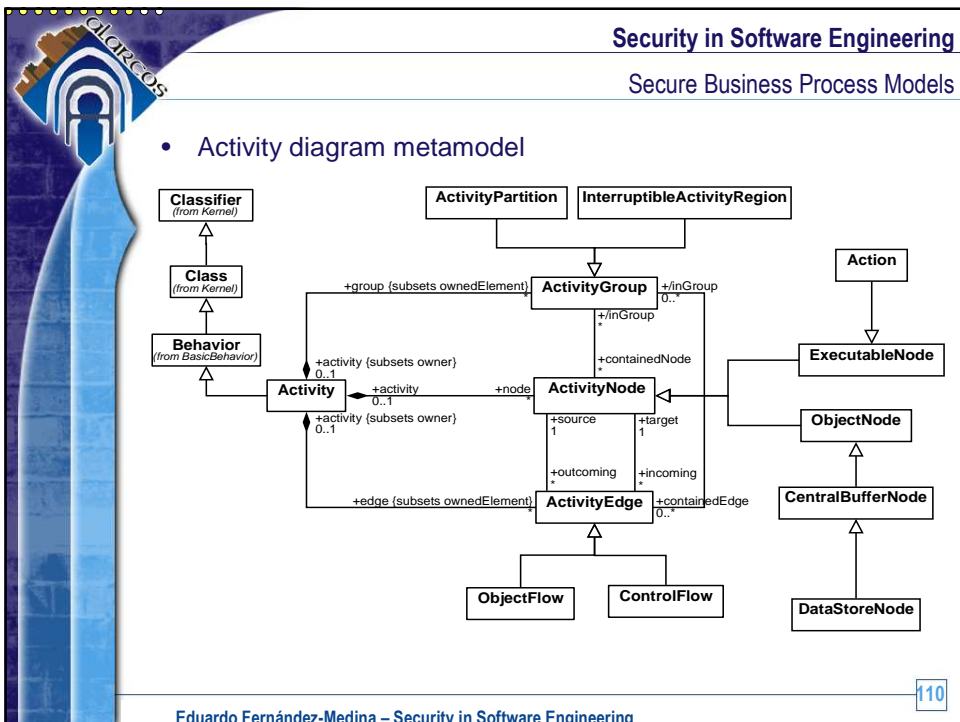 alarcos
Security in Software Engineering
Secure Business Process Models
• Activity diagram metamodel
Classifier
(from Kernel)
Class
(from Kernel)
Behavior
(from BasicBehavior)
Activity
ActivityPartition
InterruptibleActivityRegion
+group {subsets ownedElement}
*
ActivityGroup
+/inGroup
0..*
+/inGroup
*
+activity {subsets owner}
0..1
+activity
0..1
+activity {subsets owner}
0..1
+containedNode
*
+node
*
ActivityNode
+source
1
+target
1
+outcoming
*
+incoming
*
+edge {subsets ownedElement}
*
ActivityEdge
+containedEdge
0..*
ObjectFlow
ControlFlow
Action
ExecutableNode
ObjectNode
CentralBufferNode
DataStoreNode
110
Eduardo Fernández-Medina – Security in Software Engineering